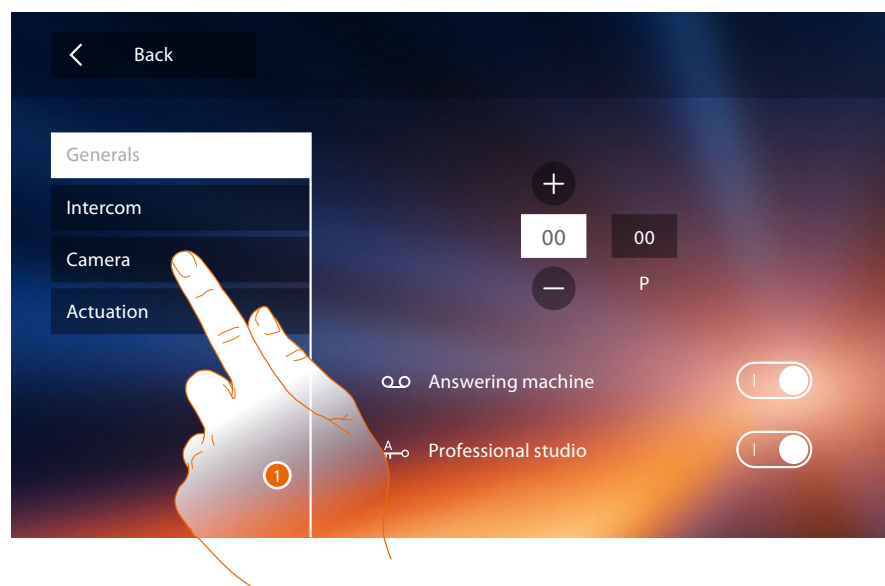 Back
Generals
Intercom
Camera
Actuation
00
00
P
Answering machine
A
Professional studio
1